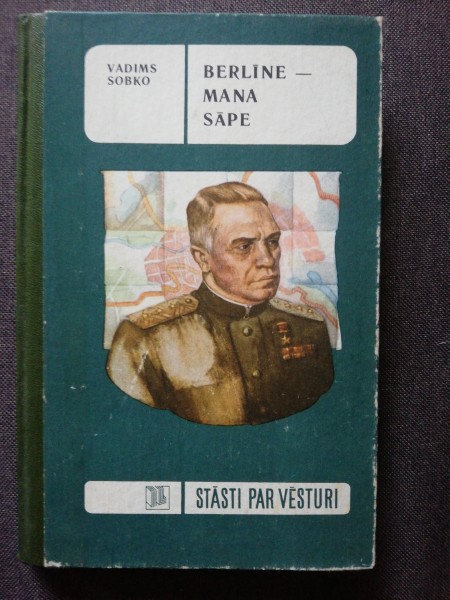 VADIMS
SOBKO
BERLĪNE —
MANA
SĀPE
STĀSTI PAR VĒSTURI